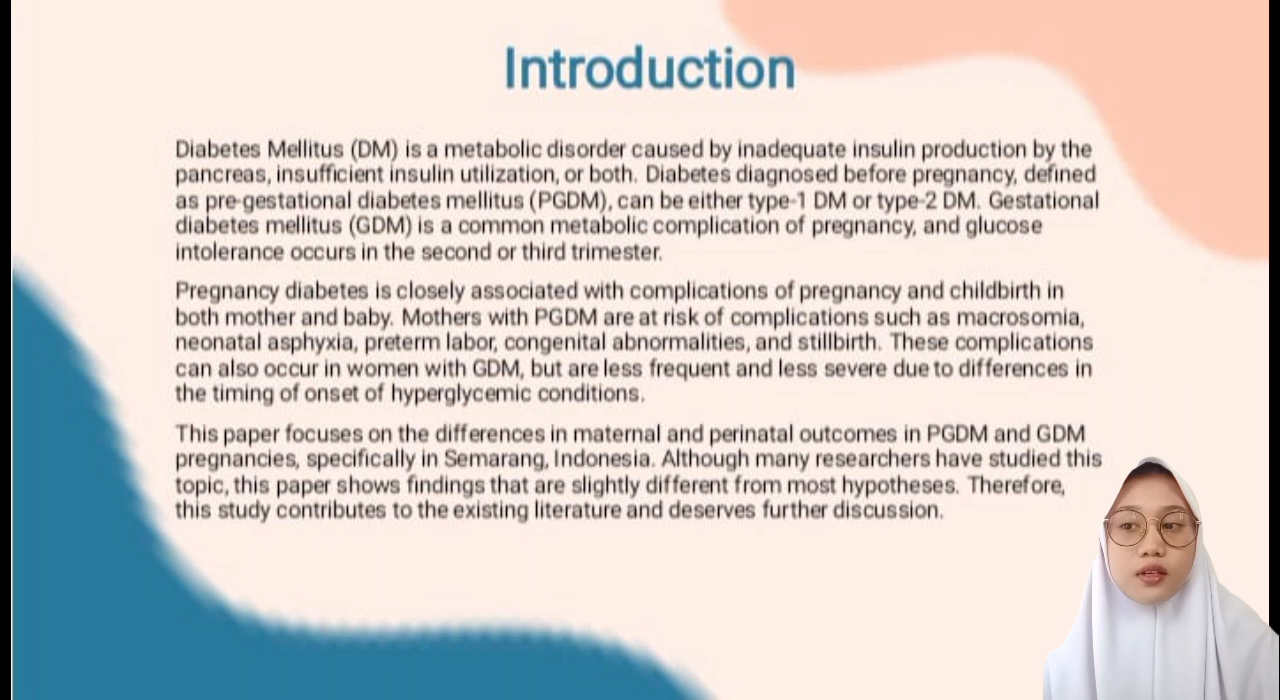 Introduction
Diabetes Mellitus (DM) is a metabolic disorder caused by inadequate insulin production by the
pancreas, insufficient insulin utilization, or both. Diabetes diagnosed before pregnancy, defined
as pre-gestational diabetes mellitus (PGDM), can be either type-1 DM or type-2 DM. Gestational
diabetes mellitus (GDM) is a common metabolic complication of pregnancy, and glucose
intolerance occurs in the second or third trimester.
Pregnancy diabetes is closely associated with complications of pregnancy and childbirth in
both mother and baby. Mothers with PGDM are at risk of complications such as macrosomia,
neonatal asphyxia, preterm labor, congenital abnormalities, and stillbirth. These complications
can also occur in women with GDM, but are less frequent and less severe due to differences in
the timing of onset of hyperglycemic conditions.
This paper focuses on the differences in maternal and perinatal outcomes in PGDM and GDM
pregnancies, specifically in Semarang, Indonesia. Although many researchers have studied this
topic, this paper shows findings that are slightly different from most hypotheses. Therefore,
this study contributes to the existing literature and deserves further discussion.